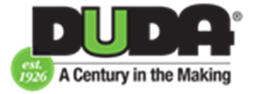 DUDA®
est.
1926
A Century in the Making